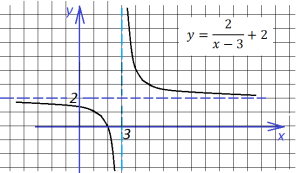 y
y = 2/(x − 3) + 2
2
3
x